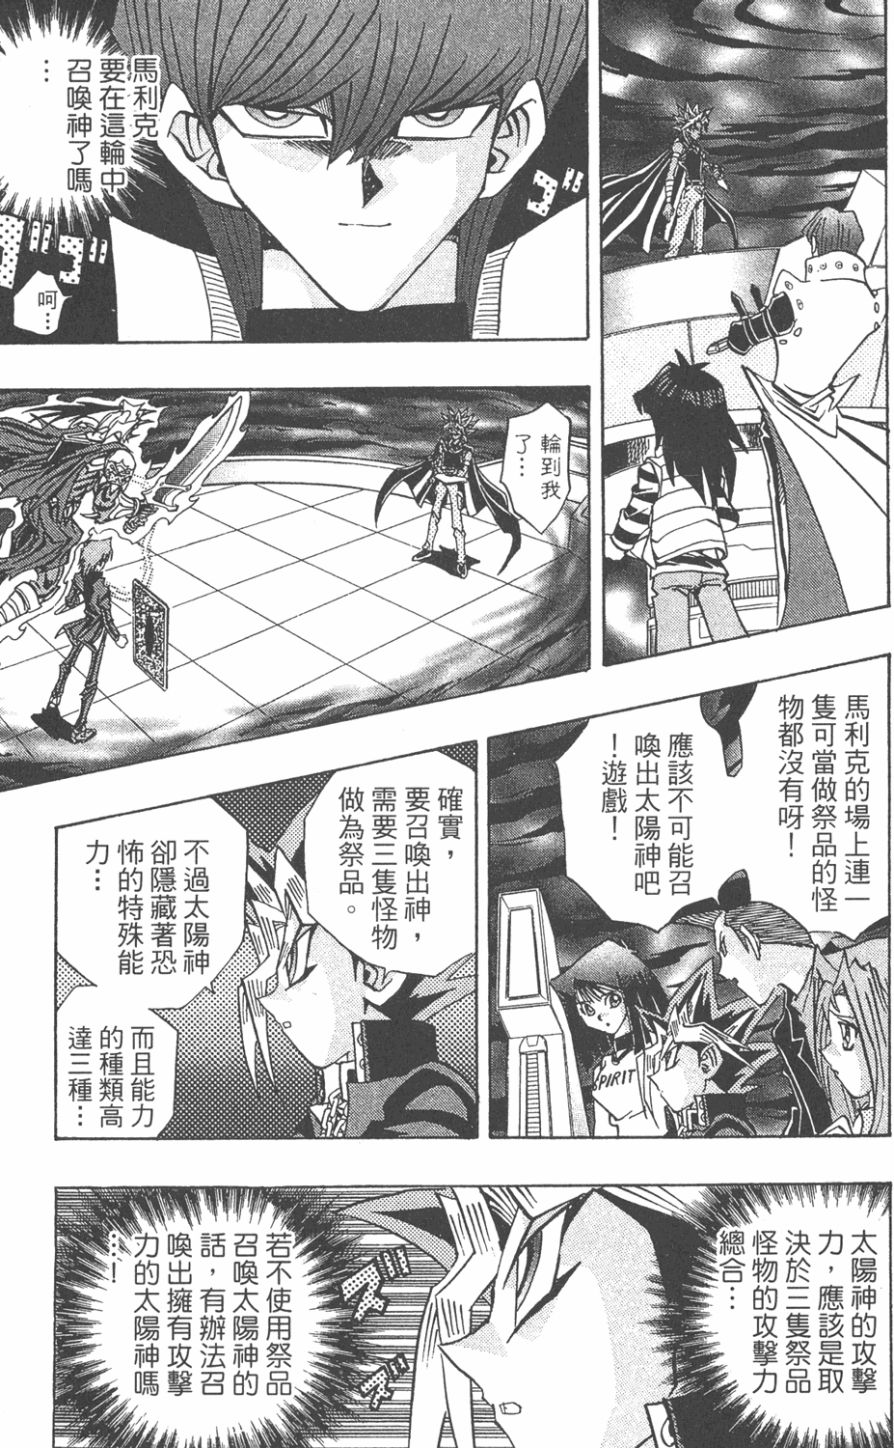 馬利克
要在這輪中
召喚神了嗎
…
ゴ
ゴ
ゴ
呵…
輪到我
了…
馬利克的場上連一
隻可當做祭品的怪
物都沒有呀！
應該不可能召
喚出太陽神吧
！遊戲！
SPIRIT
確實，
要召喚出神，
需要三隻怪物
做為祭品。
不過太陽神
卻隱藏著恐
怖的特殊能
力…
而且能力
的種類高
達三種…
太陽神的攻擊
力，應該是取
決於三隻祭品
怪物的攻擊力
總合…
若不使用祭品
召喚太陽神的
話，有辦法召
喚出擁有攻擊
力的太陽神嗎
…！